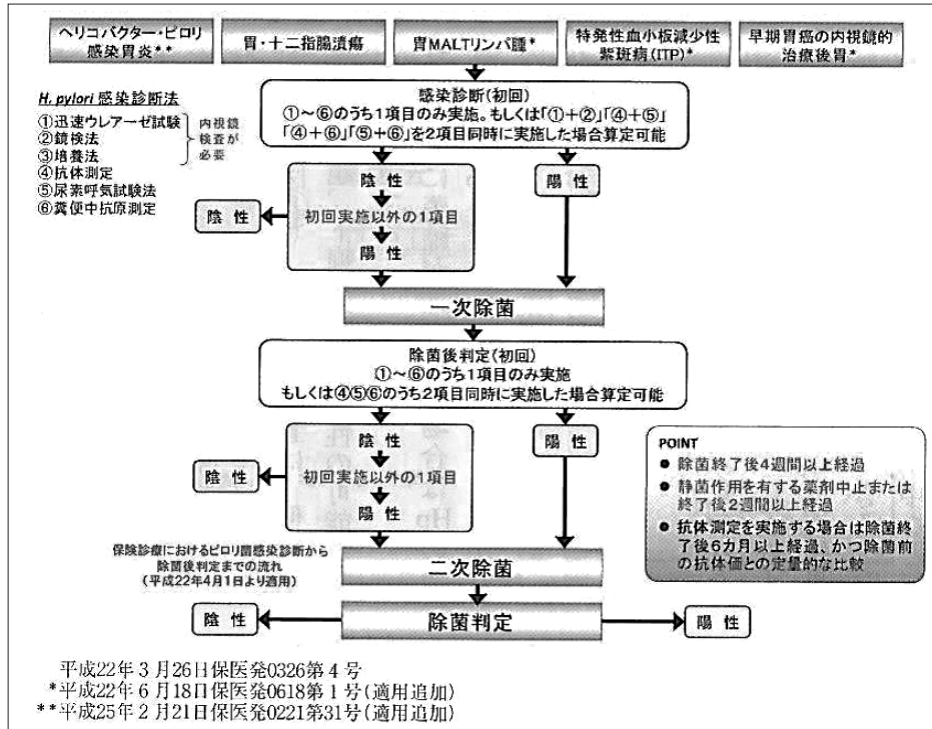 ヘリコバクター・ピロリ
感染胃炎**
胃・十二指腸潰瘍
胃MALTリンパ腫*
特発性血小板減少性
紫斑病(ITP)*
早期胃癌の内視鏡的
治療後胃*
H. pylori 感染診断法
①迅速ウレアーゼ試験
②鏡検法
③培養法
④抗体測定
⑤尿素呼気試験法
⑥糞便中抗原測定
内視鏡
検査が
必要
感染診断(初回)
①～⑥のうち1項目のみ実施。もしくは「①+②」「④+⑤」
「④+⑥」「⑤+⑥」を2項目同時に実施した場合算定可能
陰性
初回実施以外の1項目
陽性
陽性
陰性
一次除菌
除菌後判定(初回)
①～⑥のうち1項目のみ実施
もしくは④⑤⑥のうち2項目同時に実施した場合算定可能
陰性
初回実施以外の1項目
陽性
陽性
陰性
POINT
● 除菌終了後4週間以上経過
● 静菌作用を有する薬剤中止または
終了後2週間以上経過
● 抗体測定を実施する場合は除菌終
了後6カ月以上経過、かつ除菌前
の抗体価との定量的な比較
保険診療におけるピロリ菌感染診断から
除菌後判定までの流れ
(平成22年4月1日より適用)
二次除菌
陰性
除菌判定
陽性
平成22年3月26日保医発0326第4号
*平成22年6月18日保医発0618第1号(適用追加)
**平成25年2月21日保医発0221第31号(適用追加)